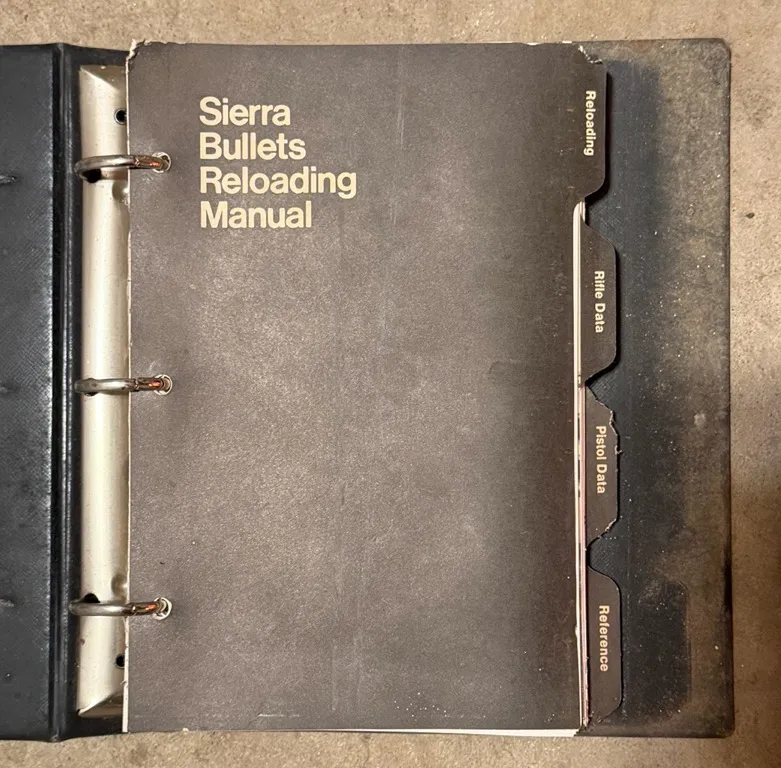 Sierra
Bullets
Reloading
Manual
Reloading
Rifle Data
Pistol Data
Reference